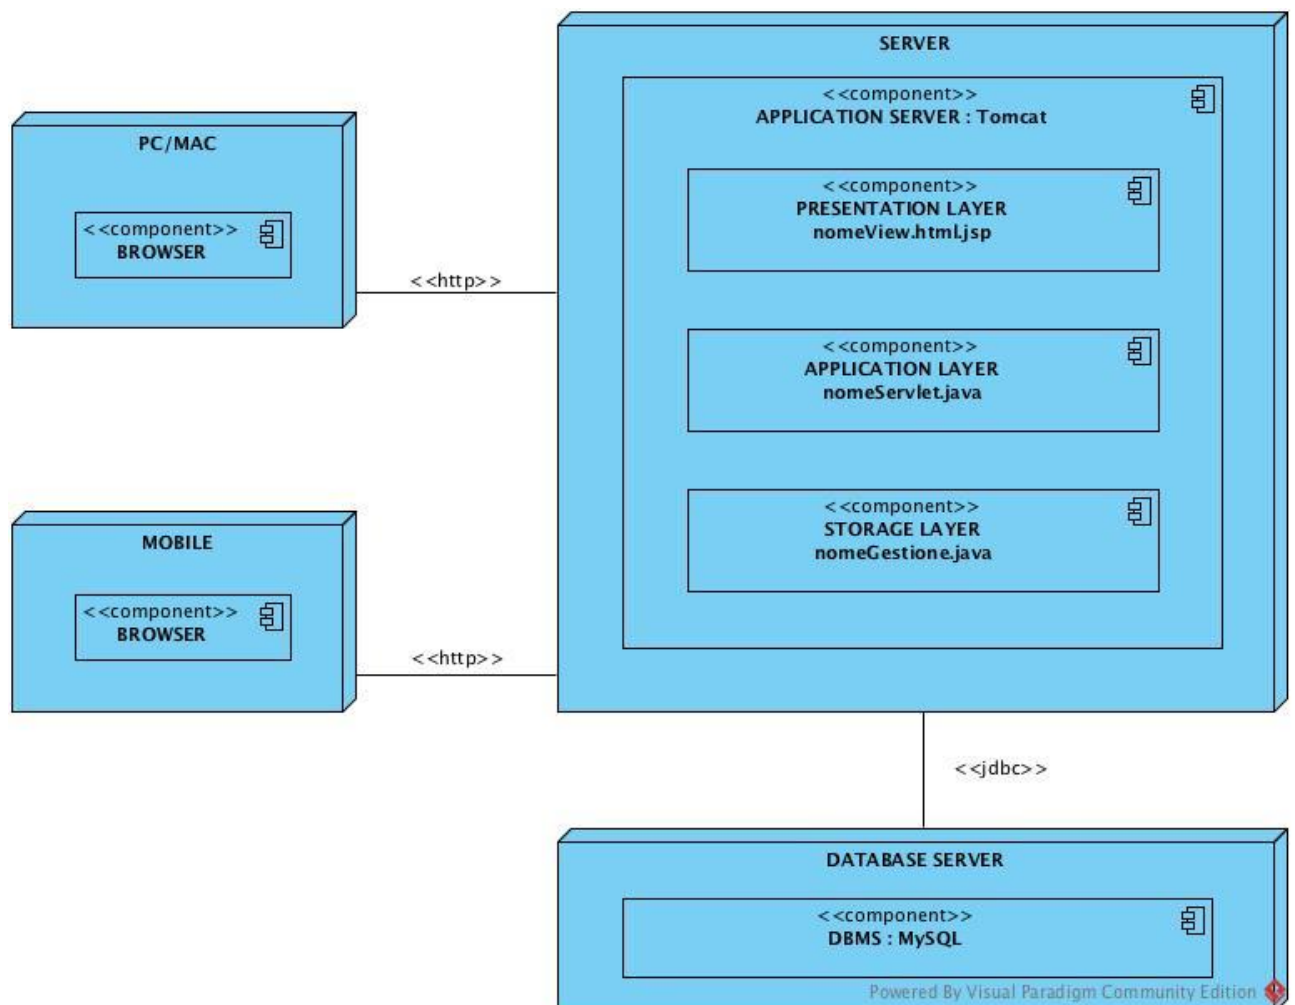 SERVER
<<component>>
APPLICATION SERVER : Tomcat
PC/MAC
<<component>>
BROWSER
<<http>>
<<component>>
PRESENTATION LAYER
nomeView.html.jsp
<<component>>
APPLICATION LAYER
nomeServlet.java
<<component>>
STORAGE LAYER
nomeGestione.java
MOBILE
<<component>>
BROWSER
<<http>>
<<jdbc>>
DATABASE SERVER
<<component>>
DBMS : MySQL
Powered By Visual Paradigm Community Edition